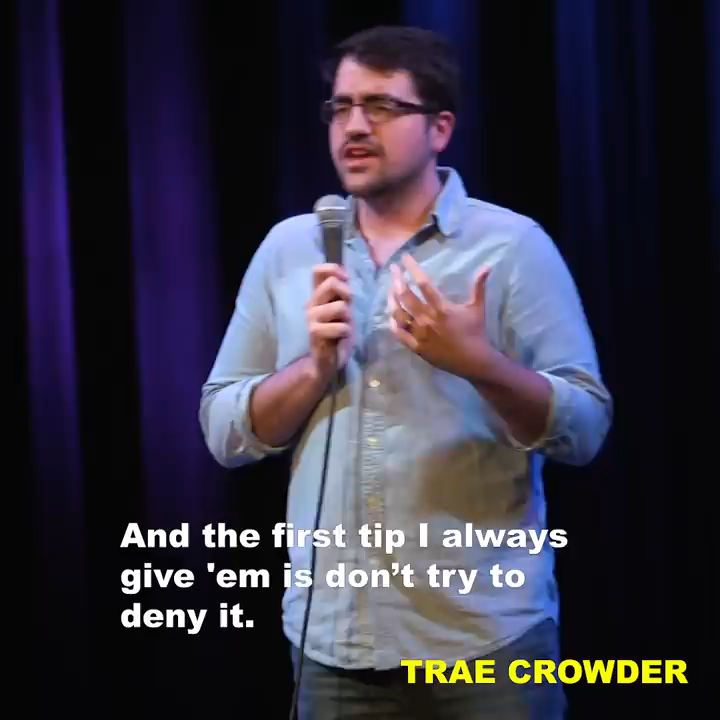 And the first tip I always
give 'em is don’t try to
deny it.
TRAE CROWDER